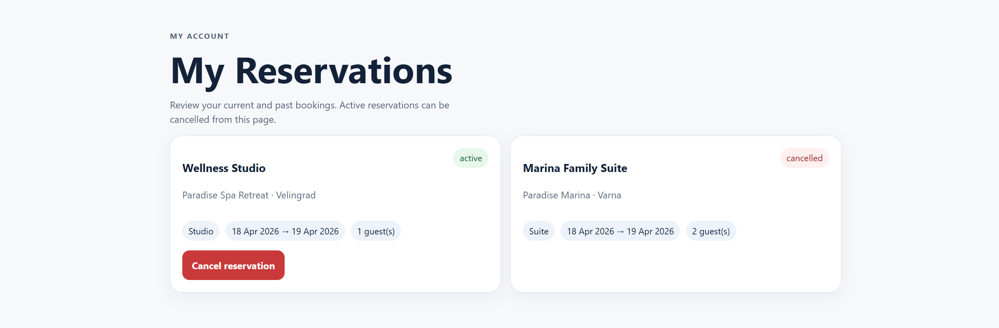 MY ACCOUNT
My Reservations
Review your current and past bookings. Active reservations can be
cancelled from this page.
active
Wellness Studio
Paradise Spa Retreat · Velingrad
Studio
18 Apr 2026 → 19 Apr 2026
1 guest(s)
Cancel reservation
cancelled
Marina Family Suite
Paradise Marina · Varna
Suite
18 Apr 2026 → 19 Apr 2026
2 guest(s)